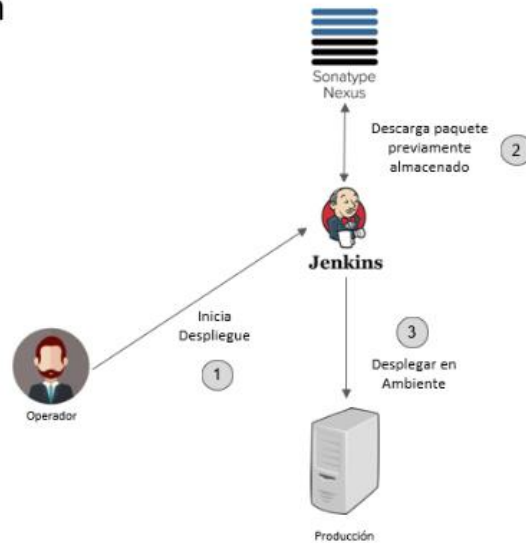 Sonatype
Nexus
Descarga paquete
previamente
almacenado
2
Jenkins
Inicia
Despliegue
1
3
Desplegar en
Ambiente
Operador
Producción